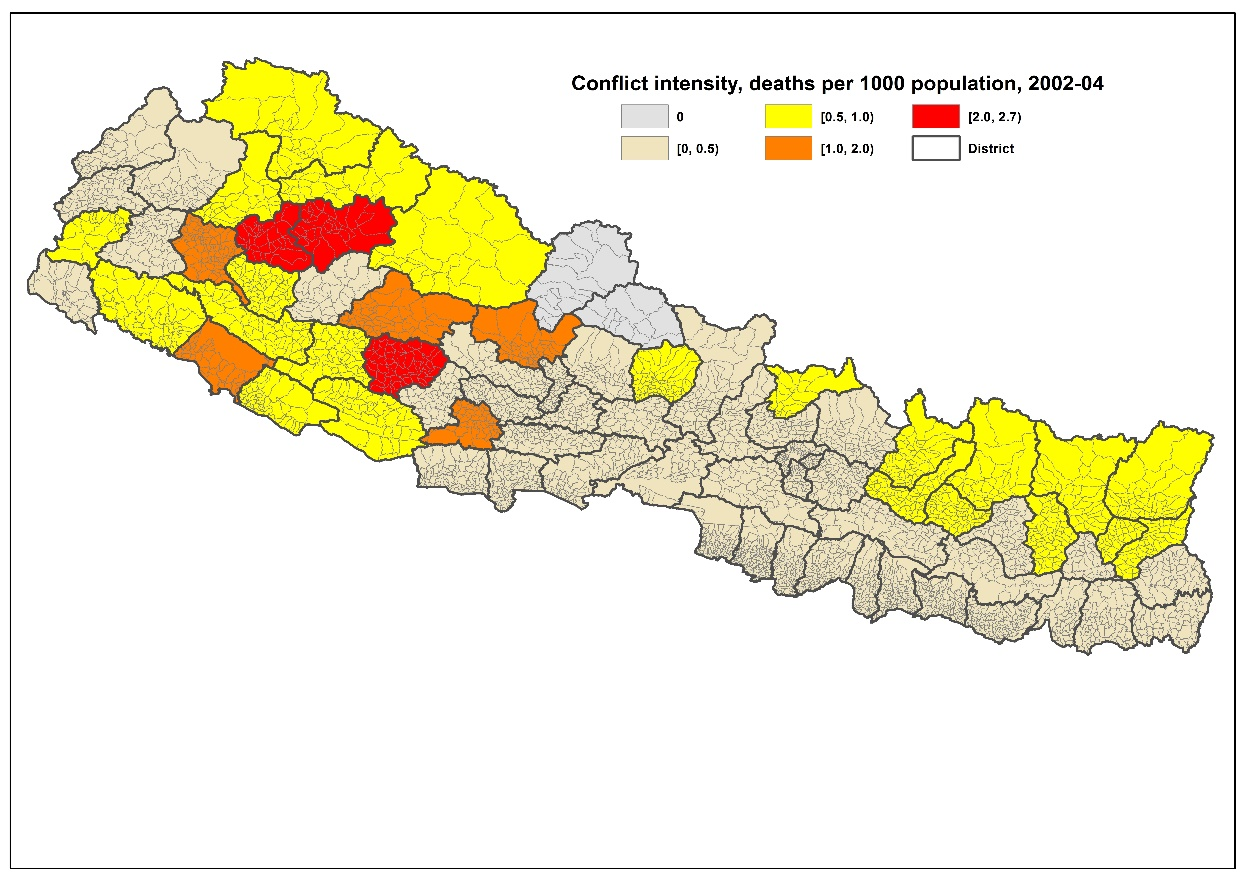 Conflict intensity, deaths per 1000 population, 2002-04
0 [0.5, 1.0) [2.0, 2.7)
[0, 0.5) [1.0, 2.0) District